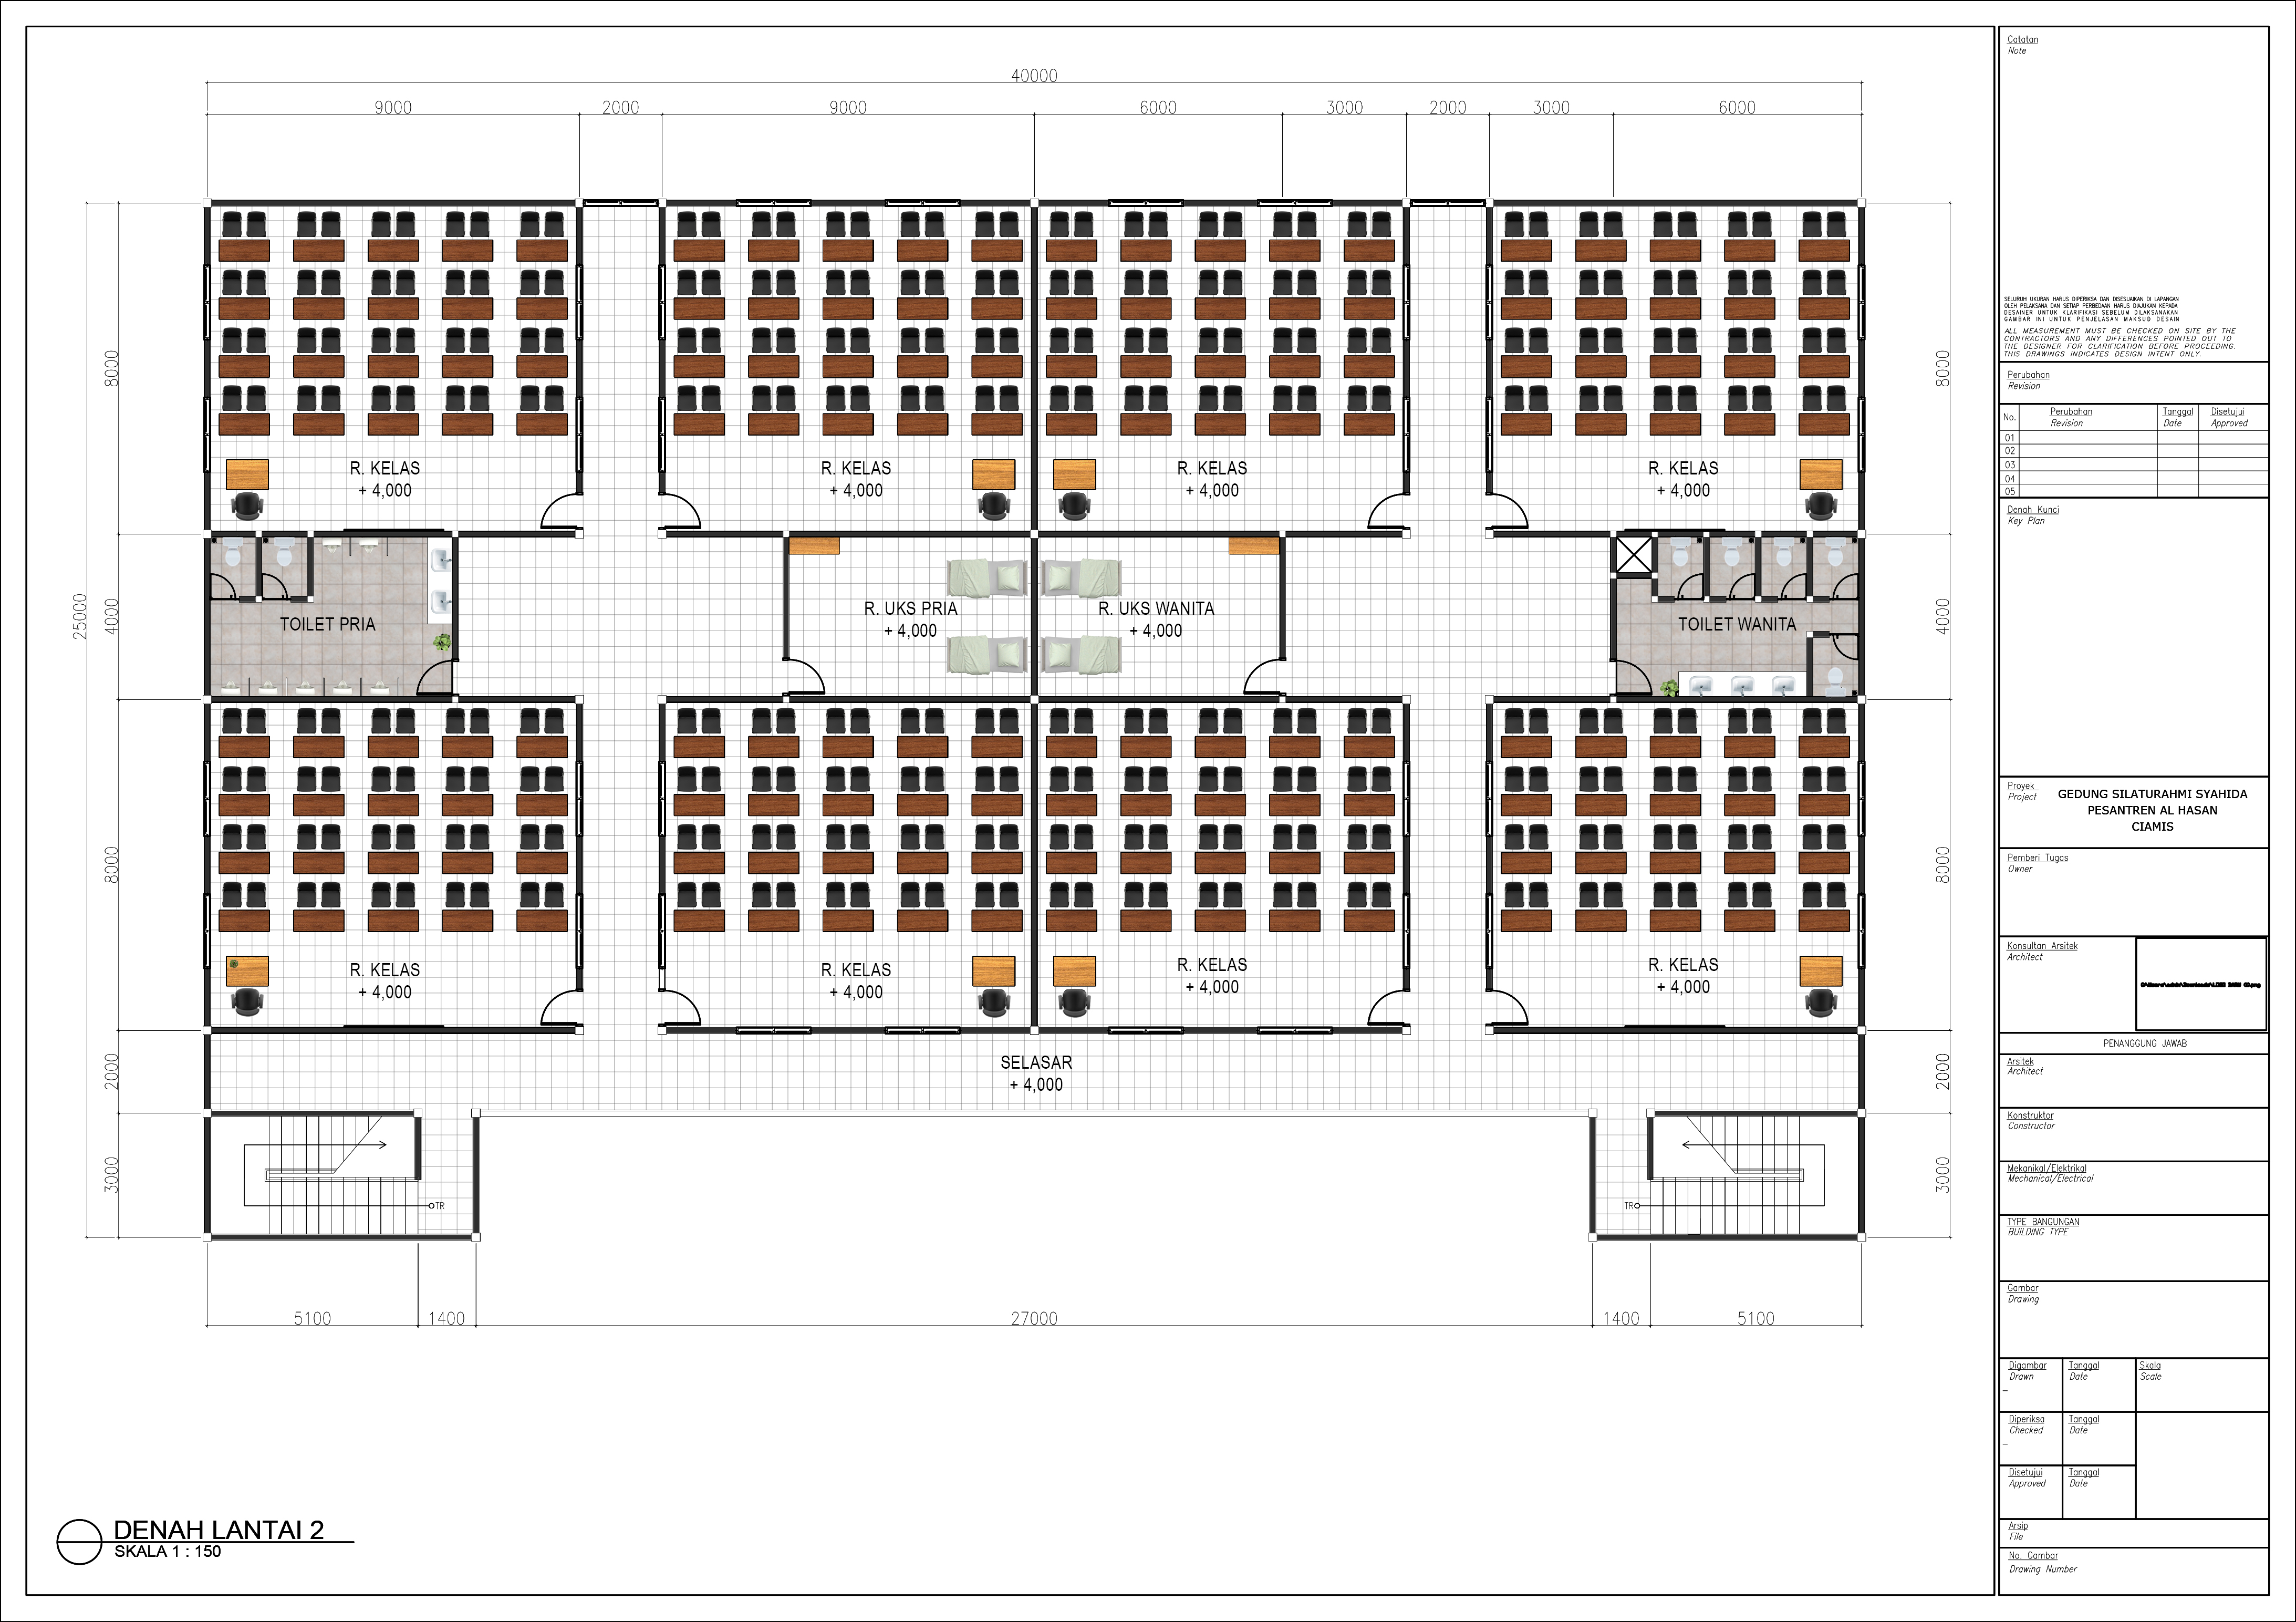 40000
9000 2000 9000 6000 3000 2000 3000 6000
25000
8000
4000
8000
2000
3000
8000
4000
8000
2000
3000
R. KELAS
+ 4,000
R. KELAS
+ 4,000
R. KELAS
+ 4,000
R. KELAS
+ 4,000
TOILET PRIA
R. UKS PRIA
+ 4,000
R. UKS WANITA
+ 4,000
TOILET WANITA
R. KELAS
+ 4,000
R. KELAS
+ 4,000
R. KELAS
+ 4,000
R. KELAS
+ 4,000
SELASAR
+ 4,000
TR
TR
5100 1400 27000 1400 5100
DENAH LANTAI 2
SKALA 1 : 150
Catatan
Note
SELURUH UKURAN HARUS DIPERIKSA DAN DISESUAIKAN DI LAPANGAN
OLEH PELAKSANA DAN SETIAP PERBEDAAN HARUS DIAJUKAN KEPADA
DESAINER UNTUK KLARIFIKASI SEBELUM DILAKSANAKAN
GAMBAR INI UNTUK PENJELASAN MAKSUD DESAIN
ALL MEASUREMENT MUST BE CHECKED ON SITE BY THE
CONTRACTORS AND ANY DIFFERENCES POINTED OUT TO
THE DESIGNER FOR CLARIFICATION BEFORE PROCEEDING.
THIS DRAWINGS INDICATES DESIGN INTENT ONLY.
Perubahan
Revision
No. Perubahan Tanggal Disetujui
Revision Date Approved
01
02
03
04
05
Denah Kunci
Key Plan
Proyek
Project
GEDUNG SILATURAHMI SYAHIDA
PESANTREN AL HASAN
CIAMIS
Pemberi Tugas
Owner
Konsultan Arsitek
Architect
PENANGGUNG JAWAB
Arsitek
Architect
Konstruktor
Constructor
Mekanikal/Elektrikal
Mechanical/Electrical
TYPE BANGUNGAN
BUILDING TYPE
Gambar
Drawing
Digambar Tanggal Skala
Drawn Date Scale
-
Diperiksa Tanggal
Checked Date
-
Disetujui Tanggal
Approved Date
Arsip
File
No. Gambar
Drawing Number